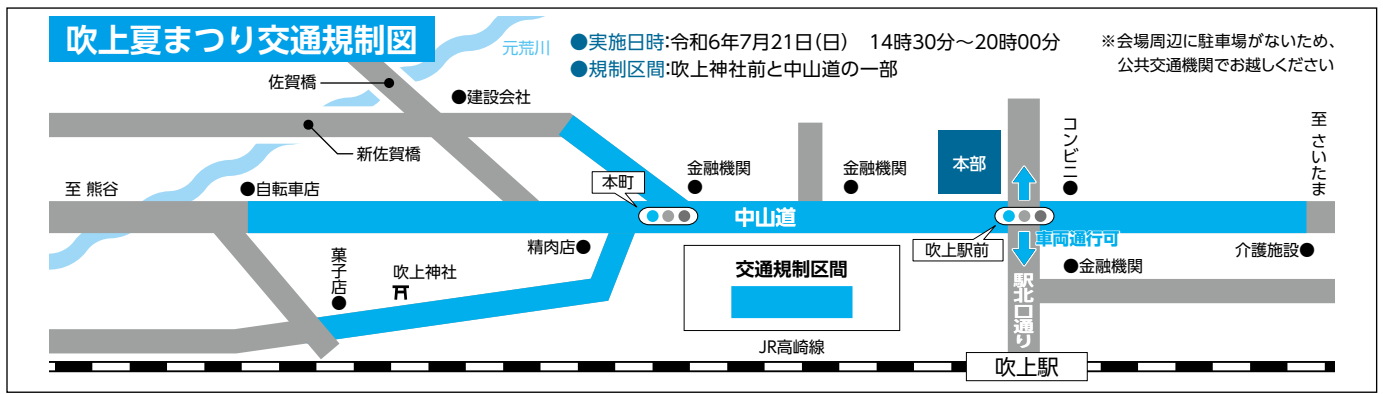 吹上夏まつり交通規制図
元荒川
●実施日時:令和6年7月21日(日) 14時30分～20時00分
●規制区間:吹上神社前と中山道の一部
※会場周辺に駐車場がないため、
公共交通機関でお越しください
佐賀橋
●建設会社
新佐賀橋
至 熊谷
●自転車店
本町
金融機関
金融機関
本部
コンビニ
至 さいたま
中山道
精肉店●
吹上駅前
車両通行可
介護施設●
菓子店
吹上神社
交通規制区間
●金融機関
駅北口通り
JR高崎線
吹上駅